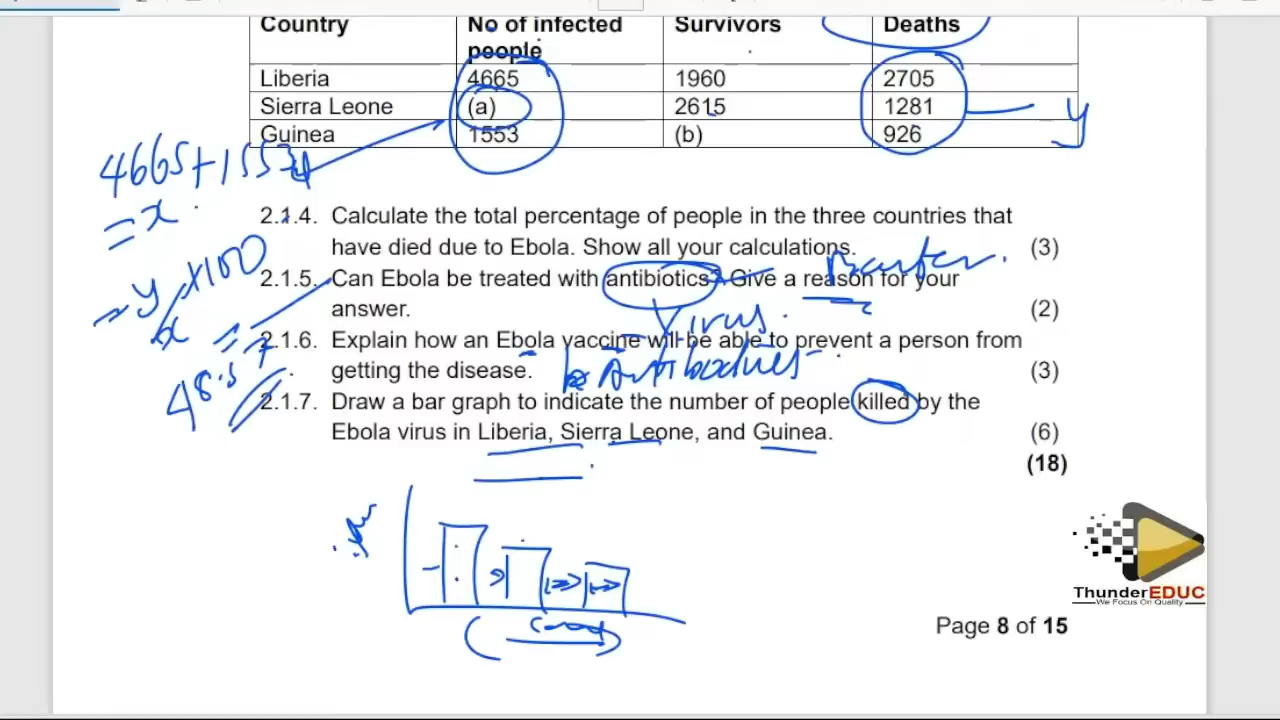 Country No of infected people Survivors Deaths
Liberia 4665 1960 2705
Sierra Leone (a) 2615 1281
Guinea 1553 (b) 926
y
4665+1553+
= x
2.1.4. Calculate the total percentage of people in the three countries that
have died due to Ebola. Show all your calculations. (3)
= y/x x100
2.1.5. Can Ebola be treated with antibiotics? Give a reason for your
answer. (2)
Virus.
2.1.6. Explain how an Ebola vaccine will be able to prevent a person from
getting the disease. (3)
Antibodies
48.5
2.1.7. Draw a bar graph to indicate the number of people killed by the
Ebola virus in Liberia, Sierra Leone, and Guinea. (6)
(18)
ThunderEDUC
We Focus On Quality
Page 8 of 15